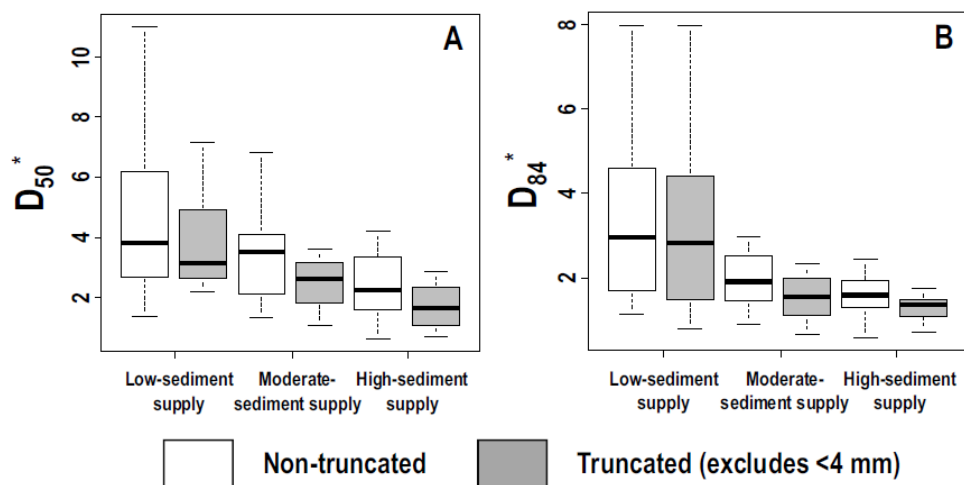 A
10
8
6
4
2
D50*
Low-sediment supply
Moderate-sediment supply
High-sediment supply
B
8
6
4
2
D84*
Low-sediment supply
Moderate-sediment supply
High-sediment supply
Non-truncated
Truncated (excludes <4 mm)